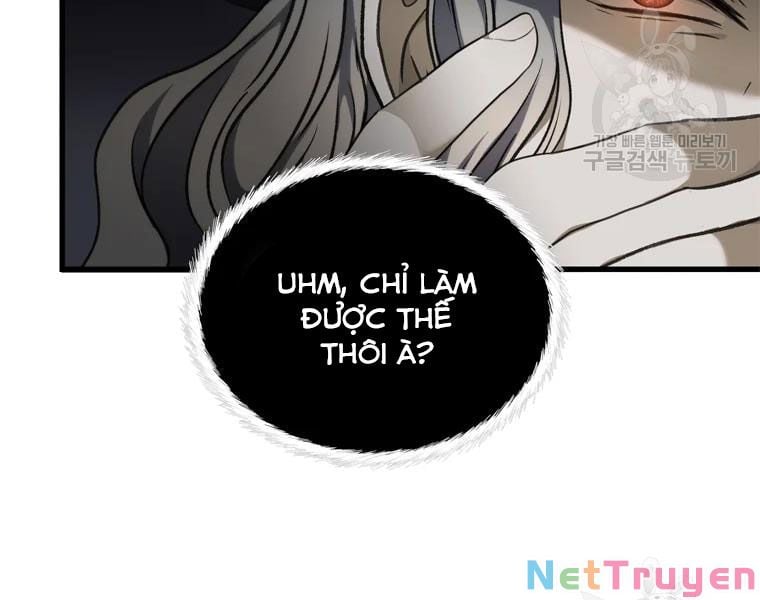 가장 빠른 웹툰 미리보기
구글검색 뉴토끼
UHM, CHỈ LÀM
ĐƯỢC THẾ
THÔI À?
NetTruyen